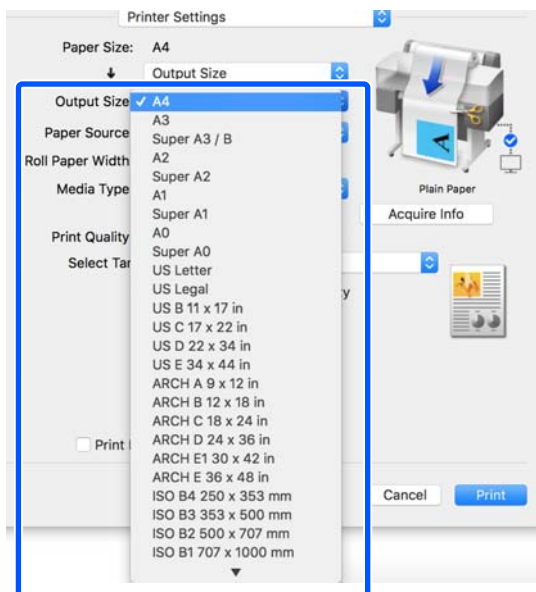 Printer Settings
Paper Size: A4
Output Size
Output Size ✓ A4
A3
Paper Source
Super A3 / B
Roll Paper Width
A2
Super A2
Media Type
A1
Plain Paper
Super A1
Acquire Info
A0
Print Quality
Super A0
Select Tar
US Letter
US Legal
y
US B 11 x 17 in
US C 17 x 22 in
US D 22 x 34 in
US E 34 x 44 in
ARCH A 9 x 12 in
ARCH B 12 x 18 in
ARCH C 18 x 24 in
ARCH D 24 x 36 in
Print
ARCH E1 30 x 42 in
ARCH E 36 x 48 in
ISO B4 250 x 353 mm
Cancel Print
ISO B3 353 x 500 mm
ISO B2 500 x 707 mm
ISO B1 707 x 1000 mm